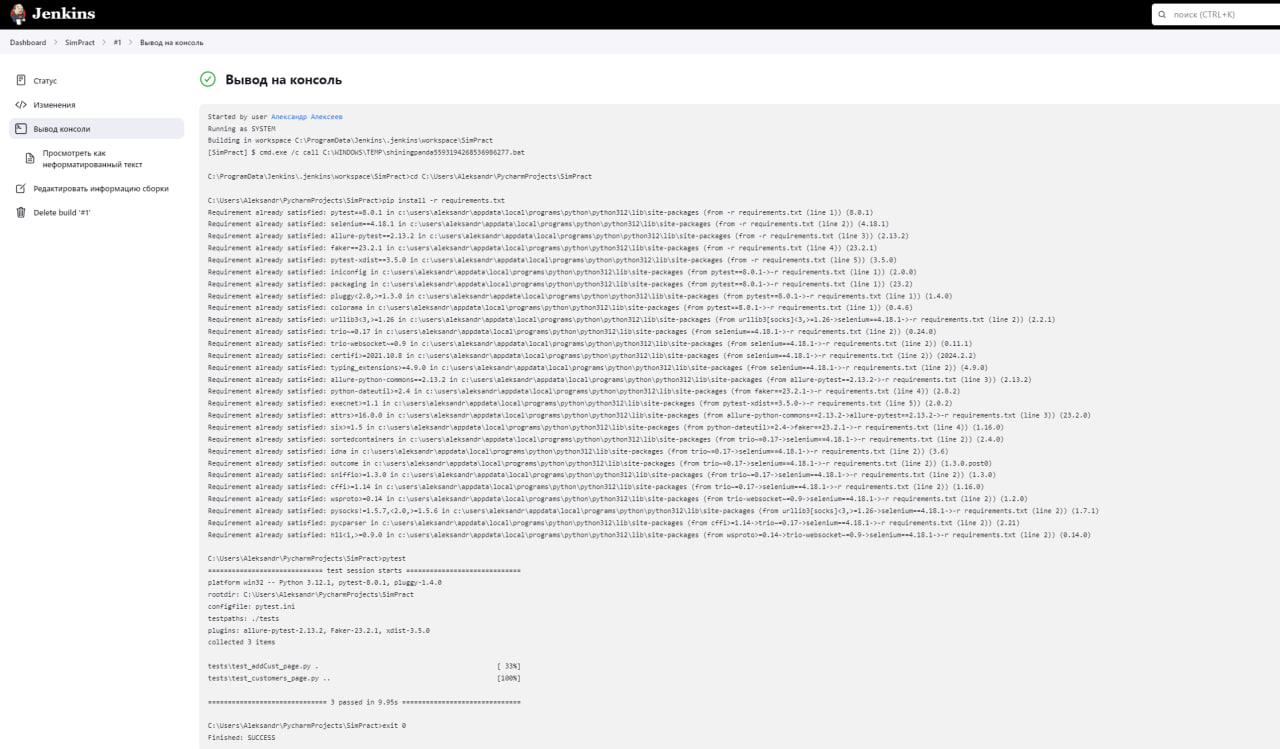 Jenkins
поиск (CTRL+K)
Dashboard > SimPract > #1 > Вывод на консоль
Статус
Изменения
Вывод консоли
Просмотреть как
неформатированный текст
Редактировать информацию сборки
Delete build '#1'
Вывод на консоль
Started by user Александр Алексеев
Running as SYSTEM
Building in workspace C:\ProgramData\Jenkins\.jenkins\workspace\SimPract
[SimPract] $ cmd.exe /c call C:\WINDOWS\TEMP\shiningpanda5593194268536986277.bat
C:\ProgramData\Jenkins\.jenkins\workspace\SimPract>cd C:\Users\Aleksandr\PycharmProjects\SimPract
C:\Users\Aleksandr\PycharmProjects\SimPract>pip install -r requirements.txt
Requirement already satisfied: pytest==8.0.1 in c:\users\aleksandr\appdata\local\programs\python\python312\lib\site-packages (from -r requirements.txt (line 1)) (8.0.1)
Requirement already satisfied: selenium==4.18.1 in c:\users\aleksandr\appdata\local\programs\python\python312\lib\site-packages (from -r requirements.txt (line 2)) (4.18.1)
Requirement already satisfied: allure-pytest==2.13.2 in c:\users\aleksandr\appdata\local\programs\python\python312\lib\site-packages (from -r requirements.txt (line 3)) (2.13.2)
Requirement already satisfied: faker==23.2.1 in c:\users\aleksandr\appdata\local\programs\python\python312\lib\site-packages (from -r requirements.txt (line 4)) (23.2.1)
Requirement already satisfied: pytest-xdist==3.5.0 in c:\users\aleksandr\appdata\local\programs\python\python312\lib\site-packages (from -r requirements.txt (line 5)) (3.5.0)
Requirement already satisfied: iniconfig in c:\users\aleksandr\appdata\local\programs\python\python312\lib\site-packages (from pytest==8.0.1->-r requirements.txt (line 1)) (2.0.0)
Requirement already satisfied: packaging in c:\users\aleksandr\appdata\local\programs\python\python312\lib\site-packages (from pytest==8.0.1->-r requirements.txt (line 1)) (23.2)
Requirement already satisfied: pluggy<2.0,>=1.3.0 in c:\users\aleksandr\appdata\local\programs\python\python312\lib\site-packages (from pytest==8.0.1->-r requirements.txt (line 1)) (1.4.0)
Requirement already satisfied: colorama in c:\users\aleksandr\appdata\local\programs\python\python312\lib\site-packages (from pytest==8.0.1->-r requirements.txt (line 1)) (0.4.6)
Requirement already satisfied: urllib3<3,>=1.26 in c:\users\aleksandr\appdata\local\programs\python\python312\lib\site-packages (from urllib3[socks]<3,>=1.26->selenium==4.18.1->-r requirements.txt (line 2)) (2.2.1)
Requirement already satisfied: trio~=0.17 in c:\users\aleksandr\appdata\local\programs\python\python312\lib\site-packages (from selenium==4.18.1->-r requirements.txt (line 2)) (0.24.0)
Requirement already satisfied: trio-websocket~=0.9 in c:\users\aleksandr\appdata\local\programs\python\python312\lib\site-packages (from selenium==4.18.1->-r requirements.txt (line 2)) (0.11.1)
Requirement already satisfied: certifi>=2021.10.8 in c:\users\aleksandr\appdata\local\programs\python\python312\lib\site-packages (from selenium==4.18.1->-r requirements.txt (line 2)) (2024.2.2)
Requirement already satisfied: typing_extensions>=4.9.0 in c:\users\aleksandr\appdata\local\programs\python\python312\lib\site-packages (from selenium==4.18.1->-r requirements.txt (line 2)) (4.9.0)
Requirement already satisfied: allure-python-commons==2.13.2 in c:\users\aleksandr\appdata\local\programs\python\python312\lib\site-packages (from allure-pytest==2.13.2->-r requirements.txt (line 3)) (2.13.2)
Requirement already satisfied: python-dateutil>=2.4 in c:\users\aleksandr\appdata\local\programs\python\python312\lib\site-packages (from faker==23.2.1->-r requirements.txt (line 4)) (2.8.2)
Requirement already satisfied: execnet>=1.1 in c:\users\aleksandr\appdata\local\programs\python\python312\lib\site-packages (from pytest-xdist==3.5.0->-r requirements.txt (line 5)) (2.0.2)
Requirement already satisfied: attrs>=16.0.0 in c:\users\aleksandr\appdata\local\programs\python\python312\lib\site-packages (from allure-python-commons==2.13.2->allure-pytest==2.13.2->-r requirements.txt (line 3)) (23.2.0)
Requirement already satisfied: six>=1.5 in c:\users\aleksandr\appdata\local\programs\python\python312\lib\site-packages (from python-dateutil>=2.4->faker==23.2.1->-r requirements.txt (line 4)) (1.16.0)
Requirement already satisfied: sortedcontainers in c:\users\aleksandr\appdata\local\programs\python\python312\lib\site-packages (from trio~=0.17->selenium==4.18.1->-r requirements.txt (line 2)) (2.4.0)
Requirement already satisfied: idna in c:\users\aleksandr\appdata\local\programs\python\python312\lib\site-packages (from trio~=0.17->selenium==4.18.1->-r requirements.txt (line 2)) (3.6)
Requirement already satisfied: outcome in c:\users\aleksandr\appdata\local\programs\python\python312\lib\site-packages (from trio~=0.17->selenium==4.18.1->-r requirements.txt (line 2)) (1.3.0.post0)
Requirement already satisfied: sniffio>=1.3.0 in c:\users\aleksandr\appdata\local\programs\python\python312\lib\site-packages (from trio~=0.17->selenium==4.18.1->-r requirements.txt (line 2)) (1.3.0)
Requirement already satisfied: cffi>=1.14 in c:\users\aleksandr\appdata\local\programs\python\python312\lib\site-packages (from trio~=0.17->selenium==4.18.1->-r requirements.txt (line 2)) (1.16.0)
Requirement already satisfied: wsproto>=0.14 in c:\users\aleksandr\appdata\local\programs\python\python312\lib\site-packages (from trio-websocket~=0.9->selenium==4.18.1->-r requirements.txt (line 2)) (1.2.0)
Requirement already satisfied: pysocks!=1.5.7,<2.0,>=1.5.6 in c:\users\aleksandr\appdata\local\programs\python\python312\lib\site-packages (from urllib3[socks]<3,>=1.26->selenium==4.18.1->-r requirements.txt (line 2)) (1.7.1)
Requirement already satisfied: pycparser in c:\users\aleksandr\appdata\local\programs\python\python312\lib\site-packages (from cffi>=1.14->trio~=0.17->selenium==4.18.1->-r requirements.txt (line 2)) (2.21)
Requirement already satisfied: h11<1,>=0.9.0 in c:\users\aleksandr\appdata\local\programs\python\python312\lib\site-packages (from wsproto>=0.14->trio-websocket~=0.9->selenium==4.18.1->-r requirements.txt (line 2)) (0.14.0)
C:\Users\Aleksandr\PycharmProjects\SimPract>pytest
============================= test session starts =============================
platform win32 -- Python 3.12.1, pytest-8.0.1, pluggy-1.4.0
rootdir: C:\Users\Aleksandr\PycharmProjects\SimPract
configfile: pytest.ini
testpaths: ./tests
plugins: allure-pytest-2.13.2, Faker-23.2.1, xdist-3.5.0
collected 3 items
tests\test_addCust_page.py . [ 33%]
tests\test_customers_page.py .. [100%]
============================== 3 passed in 9.95s ==============================
C:\Users\Aleksandr\PycharmProjects\SimPract>exit 0
Finished: SUCCESS